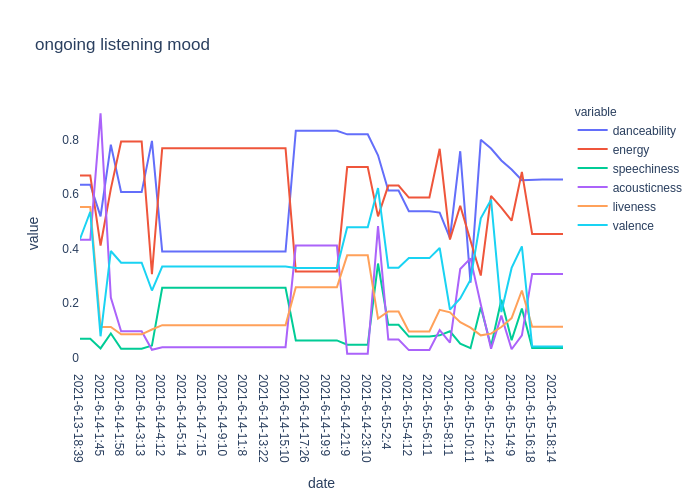 ongoing listening mood
variable
danceability
energy
speechiness
acousticness
liveness
valence
value
0.8
0.6
0.4
0.2
0
2021-6-13-18:39
2021-6-14-1:45
2021-6-14-1:58
2021-6-14-3:13
2021-6-14-4:12
2021-6-14-5:14
2021-6-14-7:15
2021-6-14-9:10
2021-6-14-11:8
2021-6-14-13:22
2021-6-14-15:10
2021-6-14-17:26
2021-6-14-19:9
2021-6-14-21:9
2021-6-14-23:10
2021-6-15-2:4
2021-6-15-4:12
2021-6-15-6:11
2021-6-15-8:11
2021-6-15-10:11
2021-6-15-12:14
2021-6-15-14:9
2021-6-15-16:18
2021-6-15-18:14
date